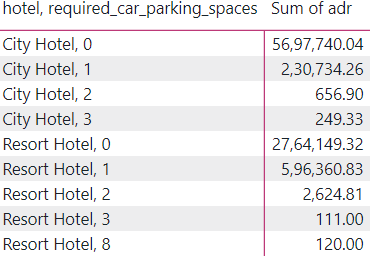 hotel, required_car_parking_spaces Sum of adr
City Hotel, 0 56,97,740.04
City Hotel, 1 2,30,734.26
City Hotel, 2 656.90
City Hotel, 3 249.33
Resort Hotel, 0 27,64,149.32
Resort Hotel, 1 5,96,360.83
Resort Hotel, 2 2,624.81
Resort Hotel, 3 111.00
Resort Hotel, 8 120.00